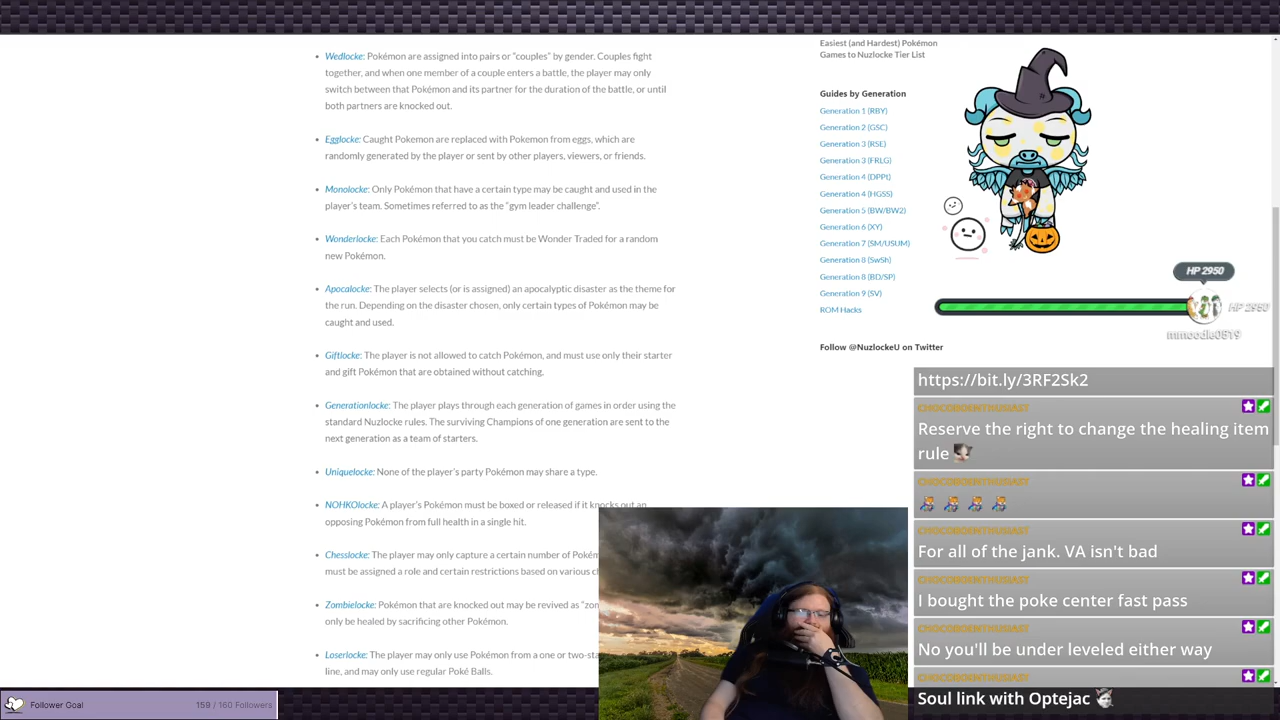 Wedlocke: Pokémon are assigned into pairs or "couples" by gender. Couples fight
together, and when one member of a couple enters a battle, the player may only
switch between that Pokémon and its partner for the duration of the battle, or until
both partners are knocked out.
Egglocke: Caught Pokemon are replaced with Pokemon from eggs, which are
randomly generated by the player or sent by other players, viewers, or friends.
Monolocke: Only Pokémon that have a certain type may be caught and used in the
player's team. Sometimes referred to as the "gym leader challenge".
Wonderlocke: Each Pokémon that you catch must be Wonder Traded for a random
new Pokémon.
Apocalocke: The player selects (or is assigned) an apocalyptic disaster as the theme for
the run. Depending on the disaster chosen, only certain types of Pokémon may be
caught and used.
Giftlocke: The player is not allowed to catch Pokémon, and must use only their starter
and gift Pokémon that are obtained without catching.
Generationlocke: The player plays through each generation of games in order using the
standard Nuzlocke rules. The surviving Champions of one generation are sent to the
next generation as a team of starters.
Uniquelocke: None of the player's party Pokémon may share a type.
NOHKOlocke: A player's Pokémon must be boxed or released if it knocks out an
opposing Pokémon from full health in a single hit.
Chesslocke: The player may only capture a certain number of
must be assigned a role and certain restrictions based on various
Zombielocke: Pokémon that are knocked out may be revived as
only be healed by sacrificing other Pokémon.
Loserlocke: The player may only use Pokémon from a one or
line, and may only use regular Poké Balls.
Easiest (and Hardest) Pokémon
Games to Nuzlocke Tier List
Guides by Generation
Generation 1 (RBY)
Generation 2 (GSC)
Generation 3 (RSE)
Generation 3 (FRLG)
Generation 4 (DPPt)
Generation 4 (HGSS)
Generation 5 (BW/BW2)
Generation 6 (XY)
Generation 7 (SM/USUM)
Generation 8 (SwSh)
Generation 8 (BD/SP)
Generation 9 (SV)
ROM Hacks
Follow @NuzlockeU on Twitter
HP 2950
HP 2950
mrnoodle0819
https://bit.ly/3RF2Sk2
CHOCOBOENTHUSIAST
Reserve the right to change the healing item
rule
CHOCOBOENTHUSIAST
CHOCOBOENTHUSIAST
For all of the jank. VA isn't bad
CHOCOBOENTHUSIAST
I bought the poke center fast pass
CHOCOBOENTHUSIAST
No you'll be under leveled either way
CHOCOBOENTHUSIAST
Soul link with Optejac
Follower Goal
159 / 160 Followers